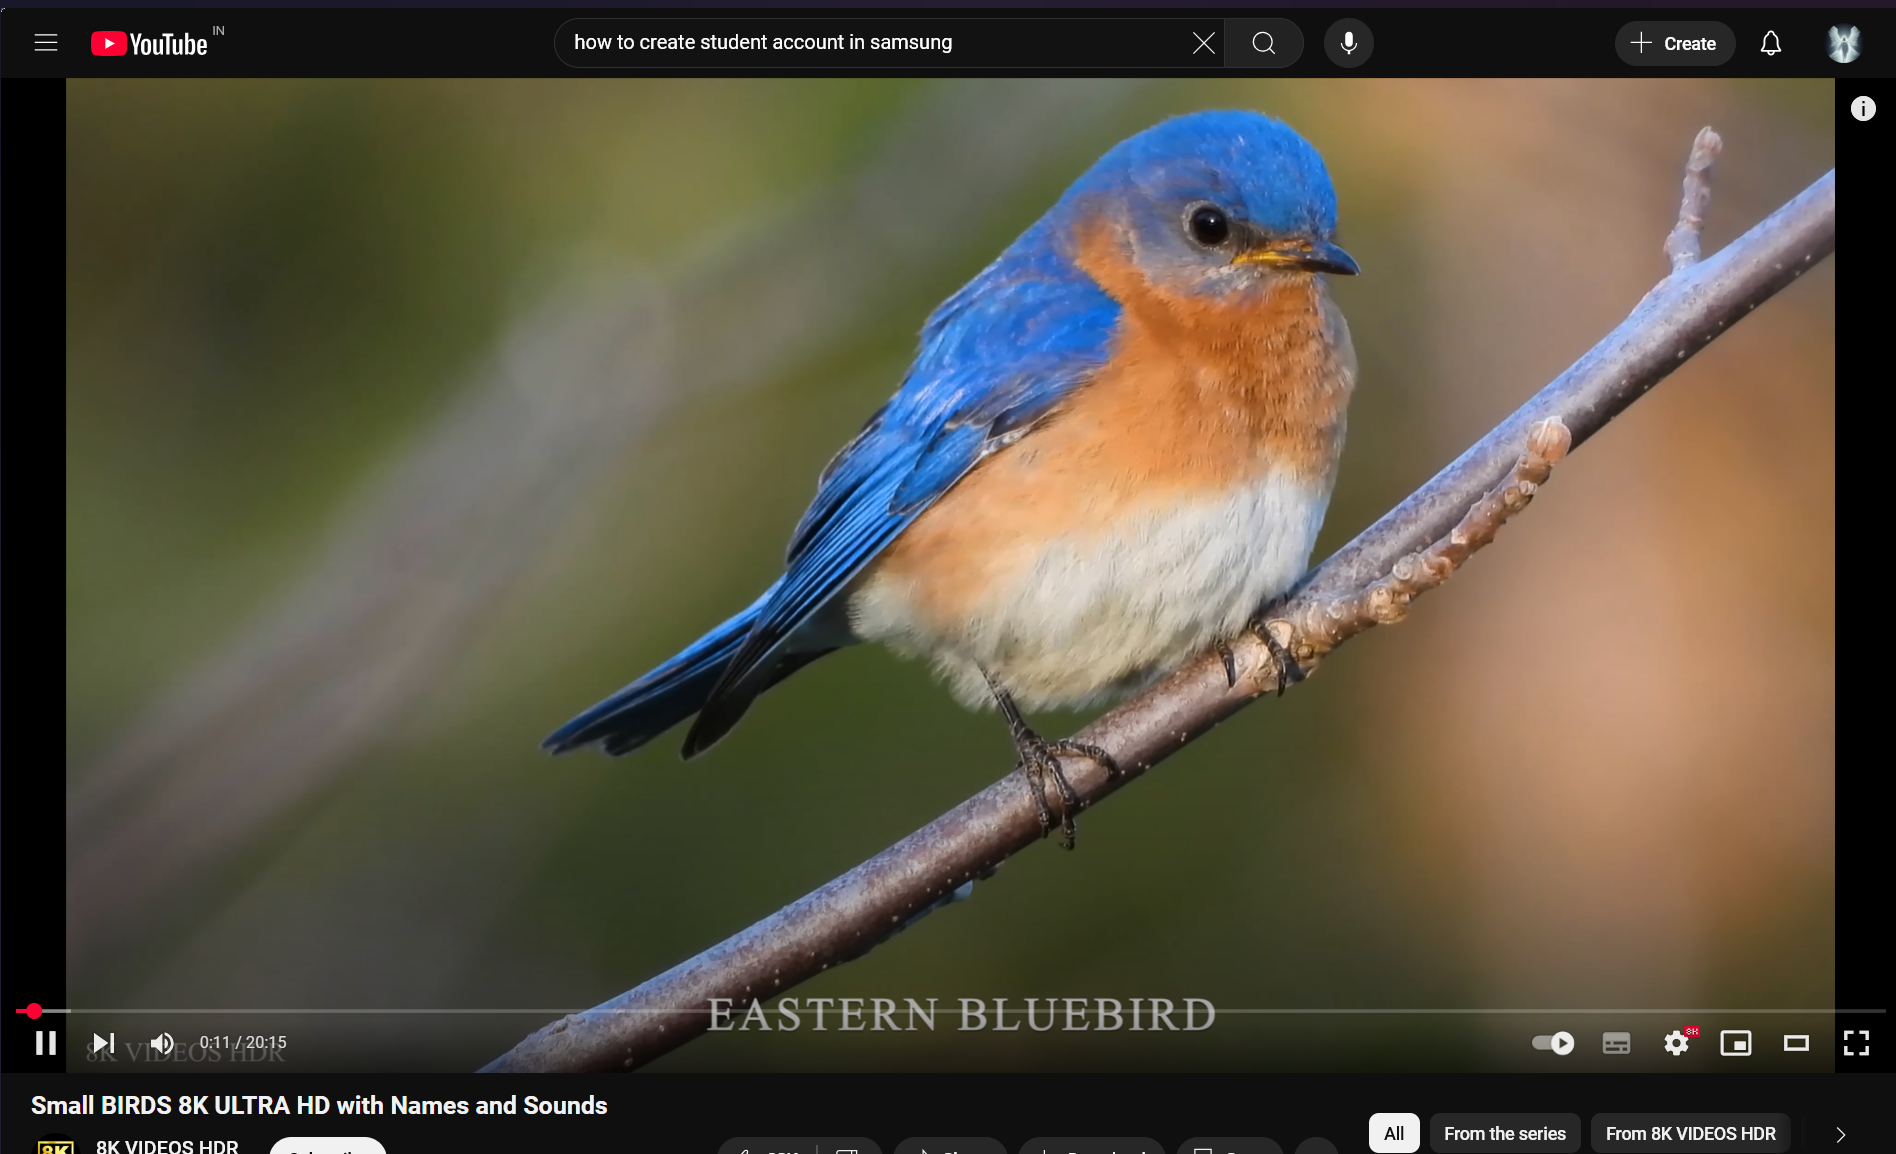 YouTube IN
how to create student account in samsung
Create
EASTERN BLUEBIRD
8K VIDEOS HDR
0:11 / 20:15
Small BIRDS 8K ULTRA HD with Names and Sounds
All
From the series
From 8K VIDEOS HDR
8K
8K VIDEOS HDR